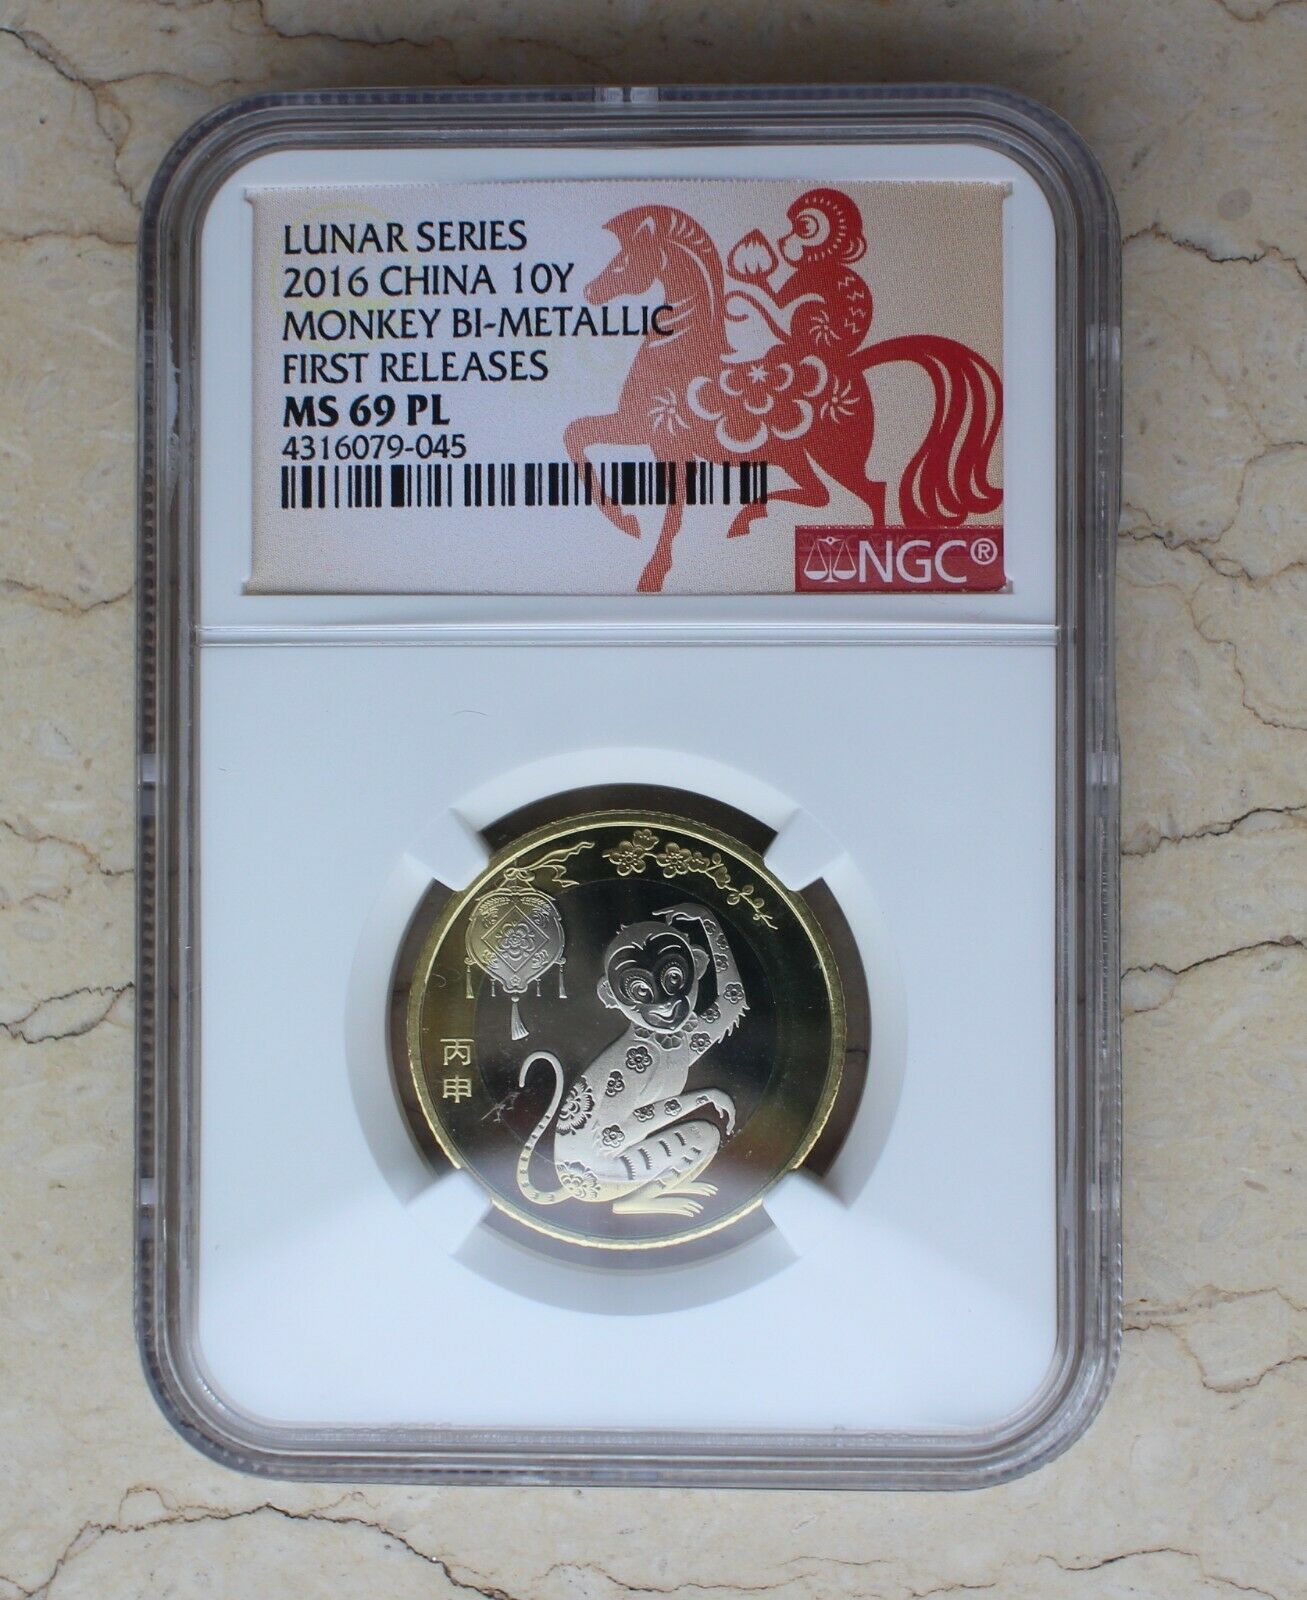 LUNAR SERIES
2016 CHINA 10Y
MONKEY BI-METALLIC
FIRST RELEASES
MS 69 PL
4316079-045
NGC®
丙
申